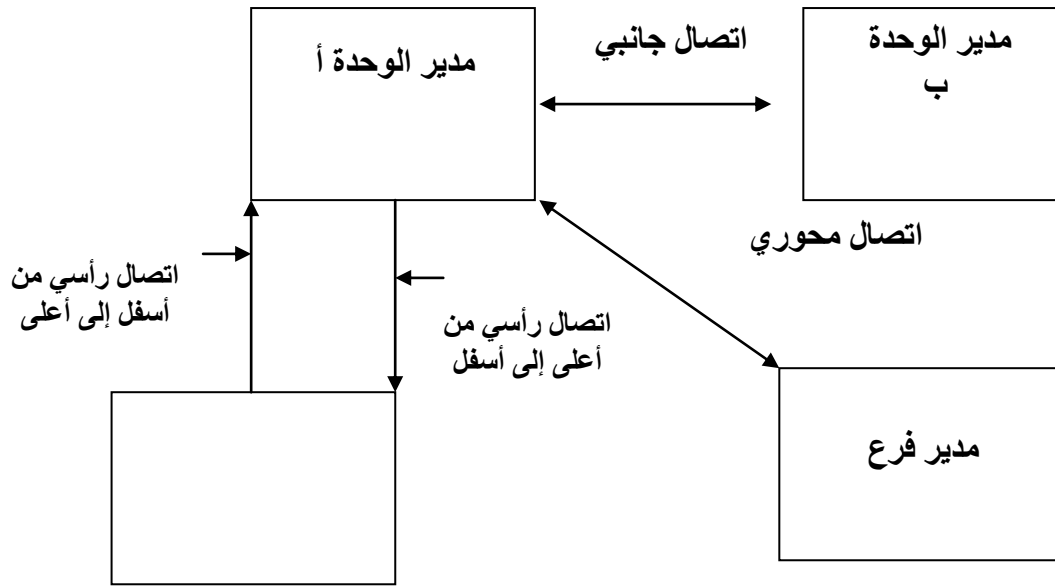 مدير الوحدة أ
اتصال جانبي
مدير الوحدة
ب
اتصال محوري
اتصال رأسي من
أسفل إلى أعلى
اتصال رأسي من
أعلى إلى أسفل
مدير فرع